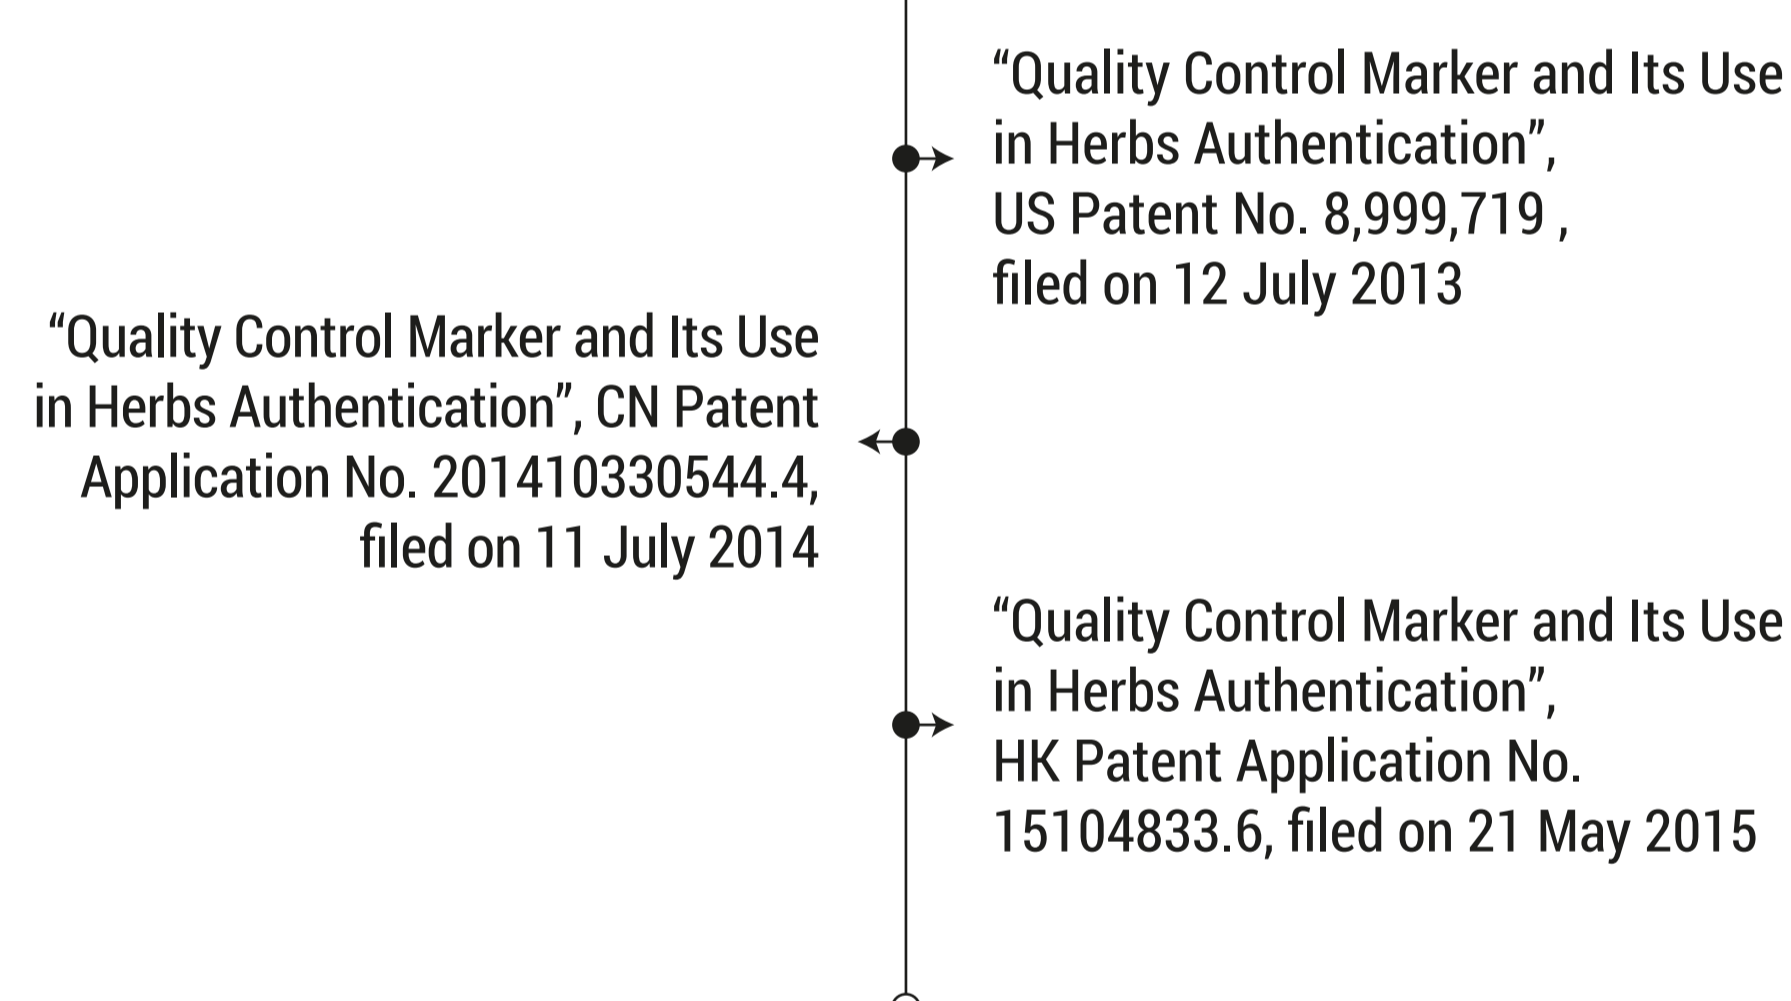 “Quality Control Marker and Its Use
in Herbs Authentication”,
US Patent No. 8,999,719 ,
filed on 12 July 2013
“Quality Control Marker and Its Use
in Herbs Authentication”, CN Patent
Application No. 201410330544.4,
filed on 11 July 2014
“Quality Control Marker and Its Use
in Herbs Authentication”,
HK Patent Application No.
15104833.6, filed on 21 May 2015